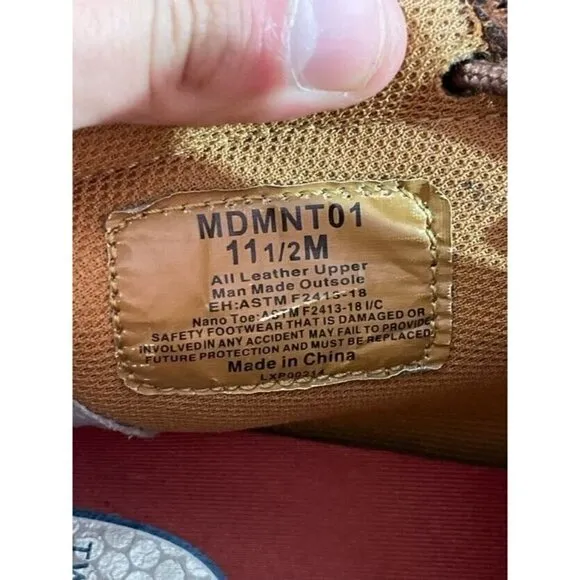 MDMNT01
11 1/2 M
All Leather Upper
Man Made Outsole
EH:ASTM F2413-18
Nano Toe:ASTM F2413-18 I/C
SAFETY FOOTWEAR THAT IS DAMAGED OR
INVOLVED IN ANY ACCIDENT MAY FAIL TO PROVIDE
FUTURE PROTECTION AND MUST BE REPLACED
Made in China
LXP00214